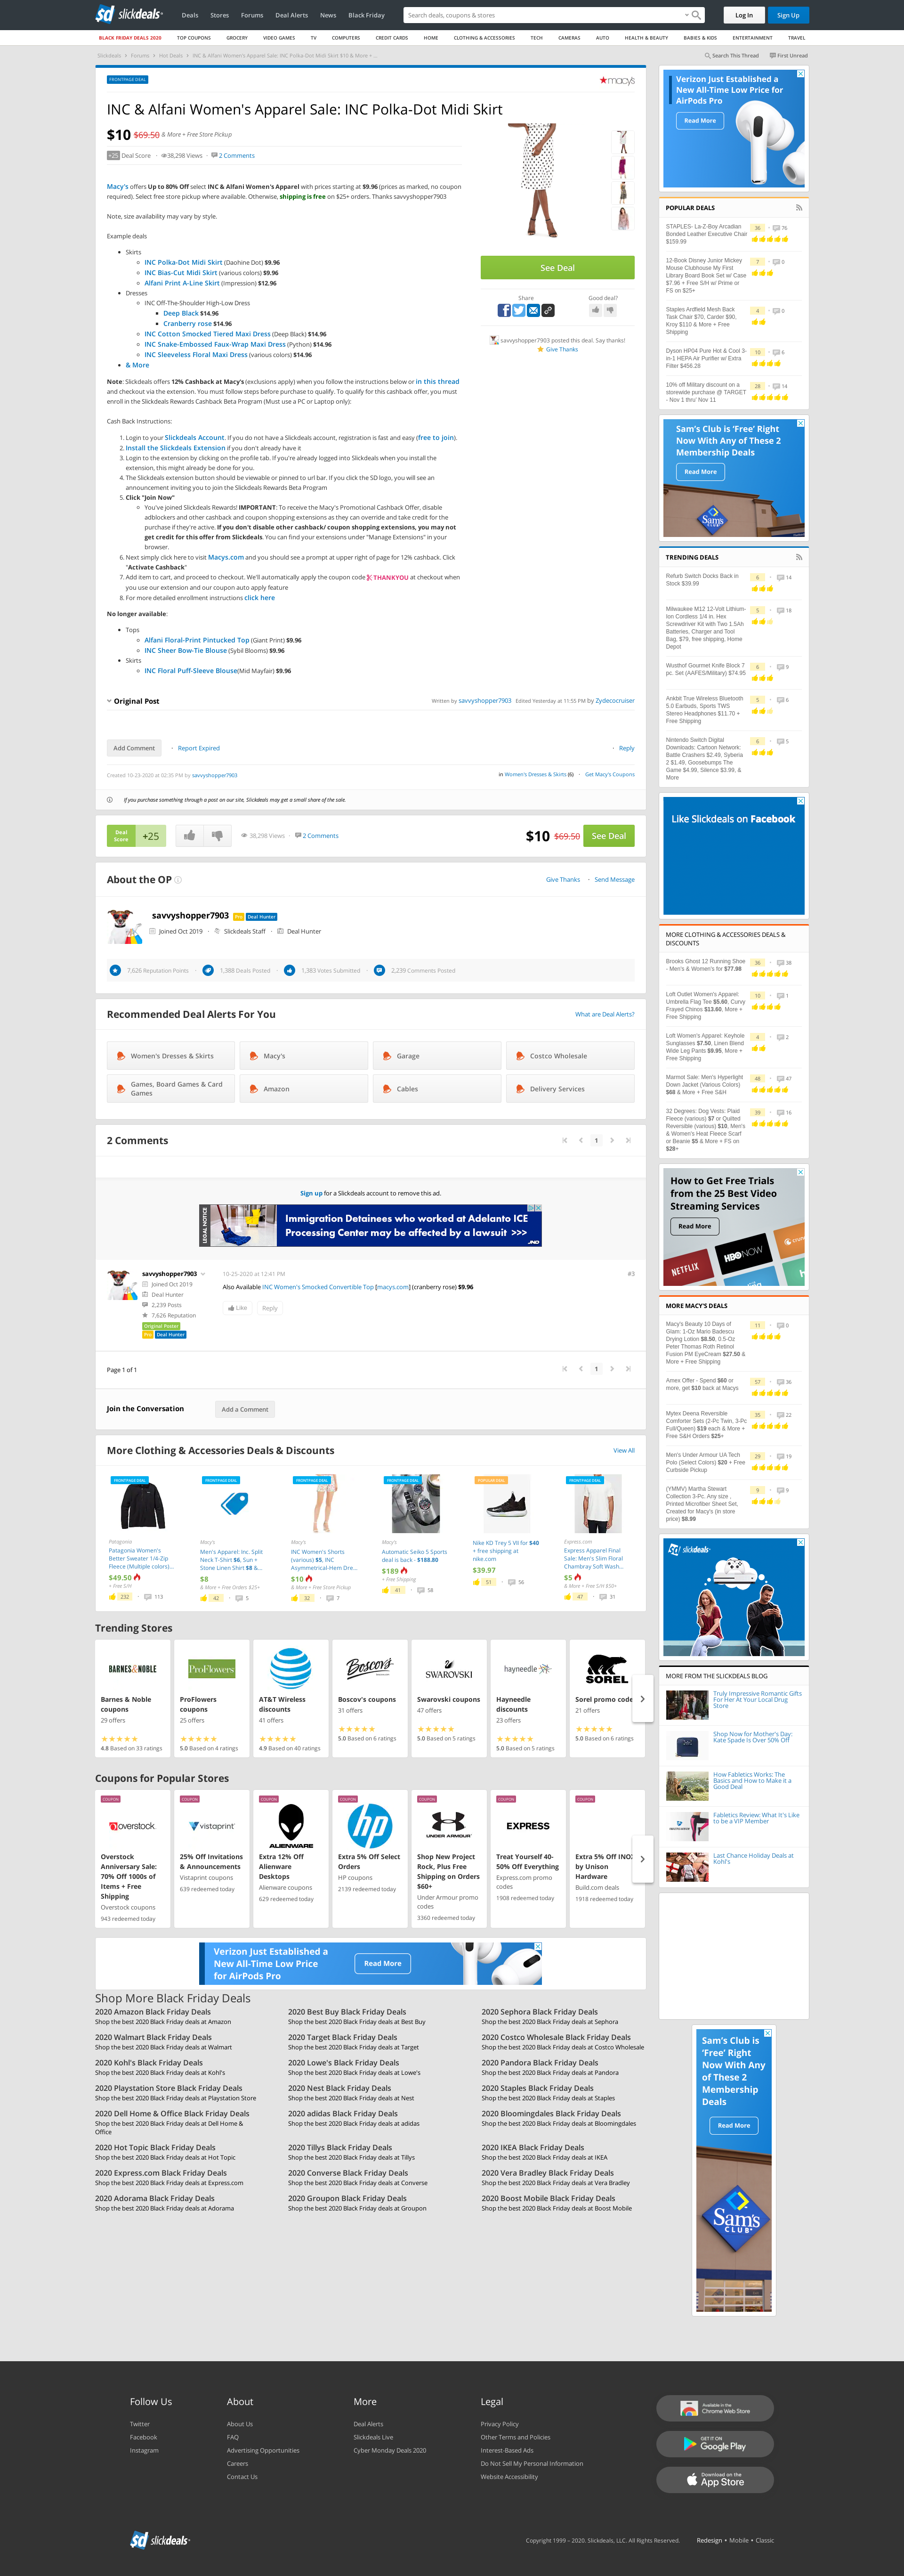 slickdeals
Deals Stores Forums Deal Alerts News Black Friday
Search deals, coupons & stores
Log In Sign Up
BLACK FRIDAY DEALS 2020 TOP COUPONS GROCERY VIDEO GAMES TV COMPUTERS CREDIT CARDS HOME CLOTHING & ACCESSORIES TECH CAMERAS AUTO HEALTH & BEAUTY BABIES & KIDS ENTERTAINMENT TRAVEL
Slickdeals > Forums > Hot Deals > INC & Alfani Women's Apparel Sale: INC Polka-Dot Midi Skirt $10 & More + ...
Search This Thread First Unread
FRONTPAGE DEAL
macys
INC & Alfani Women's Apparel Sale: INC Polka-Dot Midi Skirt
$10 $69.50 & More + Free Store Pickup
+25 Deal Score 38,298 Views 2 Comments
Macy's offers Up to 80% Off select INC & Alfani Women's Apparel with prices starting at $9.96 (prices as marked, no coupon
required). Select free store pickup where available. Otherwise, shipping is free on $25+ orders. Thanks savvyshopper7903
Note, size availability may vary by style.
Example deals
Skirts
INC Polka-Dot Midi Skirt (Daohine Dot) $9.96
INC Bias-Cut Midi Skirt (various colors) $9.96
Alfani Print A-Line Skirt (Impression) $12.96
Dresses
INC Off-The-Shoulder High-Low Dress
Deep Black $14.96
Cranberry rose $14.96
INC Cotton Smocked Tiered Maxi Dress (Deep Black) $14.96
INC Snake-Embossed Faux-Wrap Maxi Dress (Python) $14.96
INC Sleeveless Floral Maxi Dress (various colors) $14.96
& More
Note: Slickdeals offers 12% Cashback at Macy's (exclusions apply) when you follow the instructions below or in this thread
and checkout via the extension. You must follow steps before purchase to qualify. To qualify for this cashback offer, you must
enroll in the Slickdeals Rewards Cashback Beta Program (Must use a PC or Laptop only):
Cash Back Instructions:
1. Login to your Slickdeals Account. If you do not have a Slickdeals account, registration is fast and easy (free to join).
2. Install the Slickdeals Extension if you don't already have it
3. Login to the extension by clicking on the profile tab. If you're already logged into Slickdeals when you install the
extension, this might already be done for you.
4. The Slickdeals extension button should be viewable or pinned to url bar. If you click the SD logo, you will see an
announcement inviting you to join the Slickdeals Rewards Beta Program
5. Click "Join Now"
You've joined Slickdeals Rewards! IMPORTANT: To receive the Macy's Promotional Cashback Offer, disable
adblockers and other cashback and coupon shopping extensions as they can override and take credit for the
purchase if they're active. If you don't disable other cashback/ coupon shopping extensions, you may not
get credit for this offer from Slickdeals. You can find your extensions under "Manage Extensions" in your
browser.
6. Next simply click here to visit Macys.com and you should see a prompt at upper right of page for 12% cashback. Click
"Activate Cashback"
7. Add item to cart, and proceed to checkout. We'll automatically apply the coupon code THANKYOU at checkout when
you use our extension and our coupon auto apply feature
8. For more detailed enrollment instructions click here
No longer available:
Tops
Alfani Floral-Print Pintucked Top (Giant Print) $9.96
INC Sheer Bow-Tie Blouse (Sybil Blooms) $9.96
Skirts
INC Floral Puff-Sleeve Blouse(Mid Mayfair) $9.96
See Deal
Share Good deal?
savvyshopper7903 posted this deal. Say thanks!
Give Thanks
Original Post
Written by savvyshopper7903 Edited Yesterday at 11:55 PM by Zydecocruiser
Add Comment Report Expired Reply
Created 10-23-2020 at 02:35 PM by savvyshopper7903
in Women's Dresses & Skirts (6) Get Macy's Coupons
If you purchase something through a post on our site, Slickdeals may get a small share of the sale.
Deal Score +25
38,298 Views 2 Comments
$10 $69.50 See Deal
About the OP
Give Thanks Send Message
savvyshopper7903 Pro Deal Hunter
Joined Oct 2019 Slickdeals Staff Deal Hunter
7,626 Reputation Points 1,388 Deals Posted 1,383 Votes Submitted 2,239 Comments Posted
Recommended Deal Alerts For You
What are Deal Alerts?
Women's Dresses & Skirts Macy's Garage Costco Wholesale
Games, Board Games & Card Games Amazon Cables Delivery Services
2 Comments
1
Sign up for a Slickdeals account to remove this ad.
LEGAL NOTICE
Immigration Detainees who worked at Adelanto ICE
Processing Center may be affected by a lawsuit >>>
JND
savvyshopper7903
Joined Oct 2019
Deal Hunter
2,239 Posts
7,626 Reputation
Original Poster
Pro Deal Hunter
10-25-2020 at 12:41 PM #3
Also Available INC Women's Smocked Convertible Top [macys.com] (cranberry rose) $9.96
Like Reply
Page 1 of 1
1
Join the Conversation Add a Comment
More Clothing & Accessories Deals & Discounts
View All
FRONTPAGE DEAL
Patagonia
Patagonia Women's
Better Sweater 1/4-Zip
Fleece (Multiple colors)...
$49.50
+ Free S/H
232 113
FRONTPAGE DEAL
Macy's
Men's Apparel: Inc. Split
Neck T-Shirt $6, Sun +
Stone Linen Shirt $8 &...
$8
& More + Free Orders $25+
42 5
FRONTPAGE DEAL
Macy's
INC Women's Shorts
(various) $5, INC
Asymmetrical-Hem Dre...
$10
& More + Free Store Pickup
32 7
FRONTPAGE DEAL
Macy's
Automatic Seiko 5 Sports
deal is back - $188.80
$189
+ Free Shipping
41 58
POPULAR DEAL
Nike KD Trey 5 VII for $40
+ free shipping at
nike.com
$39.97
51 56
FRONTPAGE DEAL
Express.com
Express Apparel Final
Sale: Men's Slim Floral
Chambray Soft Wash...
$5
& More + Free S/H $50+
47 31
Trending Stores
BARNES & NOBLE
Barnes & Noble
coupons
29 offers
4.8 Based on 33 ratings
ProFlowers
ProFlowers
coupons
25 offers
5.0 Based on 4 ratings
AT&T Wireless
discounts
41 offers
4.9 Based on 40 ratings
Boscov's
Boscov's coupons
31 offers
5.0 Based on 6 ratings
SWAROVSKI
Swarovski coupons
47 offers
5.0 Based on 5 ratings
hayneedle
Hayneedle
discounts
23 offers
5.0 Based on 5 ratings
SOREL
Sorel promo code
21 offers
5.0 Based on 6 ratings
Coupons for Popular Stores
COUPON
overstock.
Overstock
Anniversary Sale:
70% Off 1000s of
Items + Free
Shipping
Overstock coupons
943 redeemed today
COUPON
vistaprint
25% Off Invitations
& Announcements
Vistaprint coupons
639 redeemed today
COUPON
ALIENWARE
Extra 12% Off
Alienware
Desktops
Alienware coupons
629 redeemed today
COUPON
hp
Extra 5% Off Select
Orders
HP coupons
2139 redeemed today
COUPON
UNDER ARMOUR
Shop New Project
Rock, Plus Free
Shipping on Orders
$60+
Under Armour promo
codes
3360 redeemed today
COUPON
EXPRESS
Treat Yourself 40-
50% Off Everything
Express.com promo
codes
1908 redeemed today
COUPON
Extra 5% Off INOX
by Unison
Hardware
Build.com deals
1918 redeemed today
Verizon Just Established a
New All-Time Low Price
for AirPods Pro
Read More
Shop More Black Friday Deals
2020 Amazon Black Friday Deals
Shop the best 2020 Black Friday deals at Amazon
2020 Best Buy Black Friday Deals
Shop the best 2020 Black Friday deals at Best Buy
2020 Sephora Black Friday Deals
Shop the best 2020 Black Friday deals at Sephora
2020 Walmart Black Friday Deals
Shop the best 2020 Black Friday deals at Walmart
2020 Target Black Friday Deals
Shop the best 2020 Black Friday deals at Target
2020 Costco Wholesale Black Friday Deals
Shop the best 2020 Black Friday deals at Costco Wholesale
2020 Kohl's Black Friday Deals
Shop the best 2020 Black Friday deals at Kohl's
2020 Lowe's Black Friday Deals
Shop the best 2020 Black Friday deals at Lowe's
2020 Pandora Black Friday Deals
Shop the best 2020 Black Friday deals at Pandora
2020 Playstation Store Black Friday Deals
Shop the best 2020 Black Friday deals at Playstation Store
2020 Nest Black Friday Deals
Shop the best 2020 Black Friday deals at Nest
2020 Staples Black Friday Deals
Shop the best 2020 Black Friday deals at Staples
2020 Dell Home & Office Black Friday Deals
Shop the best 2020 Black Friday deals at Dell Home &
Office
2020 adidas Black Friday Deals
Shop the best 2020 Black Friday deals at adidas
2020 Bloomingdales Black Friday Deals
Shop the best 2020 Black Friday deals at Bloomingdales
2020 Hot Topic Black Friday Deals
Shop the best 2020 Black Friday deals at Hot Topic
2020 Tillys Black Friday Deals
Shop the best 2020 Black Friday deals at Tillys
2020 IKEA Black Friday Deals
Shop the best 2020 Black Friday deals at IKEA
2020 Express.com Black Friday Deals
Shop the best 2020 Black Friday deals at Express.com
2020 Converse Black Friday Deals
Shop the best 2020 Black Friday deals at Converse
2020 Vera Bradley Black Friday Deals
Shop the best 2020 Black Friday deals at Vera Bradley
2020 Adorama Black Friday Deals
Shop the best 2020 Black Friday deals at Adorama
2020 Groupon Black Friday Deals
Shop the best 2020 Black Friday deals at Groupon
2020 Boost Mobile Black Friday Deals
Shop the best 2020 Black Friday deals at Boost Mobile
Verizon Just Established a
New All-Time Low Price for
AirPods Pro
Read More
POPULAR DEALS
STAPLES- La-Z-Boy Arcadian
Bonded Leather Executive Chair
$159.99
36 76
12-Book Disney Junior Mickey
Mouse Clubhouse My First
Library Board Book Set w/ Case
$7.96 + Free S/H w/ Prime or
FS on $25+
7 0
Staples Ardfield Mesh Back
Task Chair $70, Carder $90,
Kroy $110 & More + Free
Shipping
4 0
Dyson HP04 Pure Hot & Cool 3-
in-1 HEPA Air Purifier w/ Extra
Filter $456.28
10 6
10% off Military discount on a
storewide purchase @ TARGET
- Nov 1 thru' Nov 11
28 14
Sam's Club is 'Free' Right
Now With Any of These 2
Membership Deals
Read More
Sam's CLUB
TRENDING DEALS
Refurb Switch Docks Back in
Stock $39.99
6 14
Milwaukee M12 12-Volt Lithium-
Ion Cordless 1/4 in. Hex
Screwdriver Kit with Two 1.5Ah
Batteries, Charger and Tool
Bag, $79, free shipping, Home
Depot
5 18
Wusthof Gourmet Knife Block 7
pc. Set (AAFES/Military) $74.95
6 9
Ankbit True Wireless Bluetooth
5.0 Earbuds, Sports TWS
Stereo Headphones $11.70 +
Free Shipping
5 6
Nintendo Switch Digital
Downloads: Cartoon Network:
Battle Crashers $2.49, Syberia
2 $1.49, Goosebumps The
Game $4.99, Silence $3.99, &
More
6 5
Like Slickdeals on Facebook
MORE CLOTHING & ACCESSORIES DEALS &
DISCOUNTS
Brooks Ghost 12 Running Shoe
- Men's & Women's for $77.98
36 38
Loft Outlet Women's Apparel:
Umbrella Flag Tee $5.60, Curvy
Frayed Chinos $13.60, More +
Free Shipping
10 1
Loft Women's Apparel: Keyhole
Sunglasses $7.50, Linen Blend
Wide Leg Pants $9.95, More +
Free Shipping
4 2
Marmot Sale: Men's Hyperlight
Down Jacket (Various Colors)
$68 & More + Free S&H
48 47
32 Degrees: Dog Vests: Plaid
Fleece (various) $7 or Quilted
Reversible (various) $10, Men's
& Women's Heat Fleece Scarf
or Beanie $5 & More + FS on
$28+
39 16
How to Get Free Trials
from the 25 Best Video
Streaming Services
Read More
NETFLIX HBO NOW
MORE MACY'S DEALS
Macy's Beauty 10 Days of
Glam: 1-Oz Mario Badescu
Drying Lotion $8.50, 0.5-Oz
Peter Thomas Roth Retinol
Fusion PM EyeCream $27.50 &
More + Free Shipping
11 0
Amex Offer - Spend $60 or
more, get $10 back at Macys
57 36
Mytex Deena Reversible
Comforter Sets (2-Pc Twin, 3-Pc
Full/Queen) $19 each & More +
Free S&H Orders $25+
35 22
Men's Under Armour UA Tech
Polo (Select Colors) $20 + Free
Curbside Pickup
29 19
(YMMV) Martha Stewart
Collection 3-Pc. Any size ,
Printed Microfiber Sheet Set,
Created for Macy's (in store
price) $8.99
9 9
slickdeals
MORE FROM THE SLICKDEALS BLOG
Truly Impressive Romantic Gifts
For Her At Your Local Drug
Store
Shop Now for Mother's Day:
Kate Spade Is Over 50% Off
How Fabletics Works: The
Basics and How to Make it a
Good Deal
Fabletics Review: What It's Like
to be a VIP Member
Last Chance Holiday Deals at
Kohl's
Sam's Club is
'Free' Right
Now With Any
of These 2
Membership
Deals
Read More
Sam's CLUB
Follow Us
Twitter
Facebook
Instagram
About
About Us
FAQ
Advertising Opportunities
Careers
Contact Us
More
Deal Alerts
Slickdeals Live
Cyber Monday Deals 2020
Legal
Privacy Policy
Other Terms and Policies
Interest-Based Ads
Do Not Sell My Personal Information
Website Accessibility
Available in the
Chrome Web Store
GET IT ON
Google Play
Download on the
App Store
slickdeals
Copyright 1999 - 2020. Slickdeals, LLC. All Rights Reserved. Redesign • Mobile • Classic